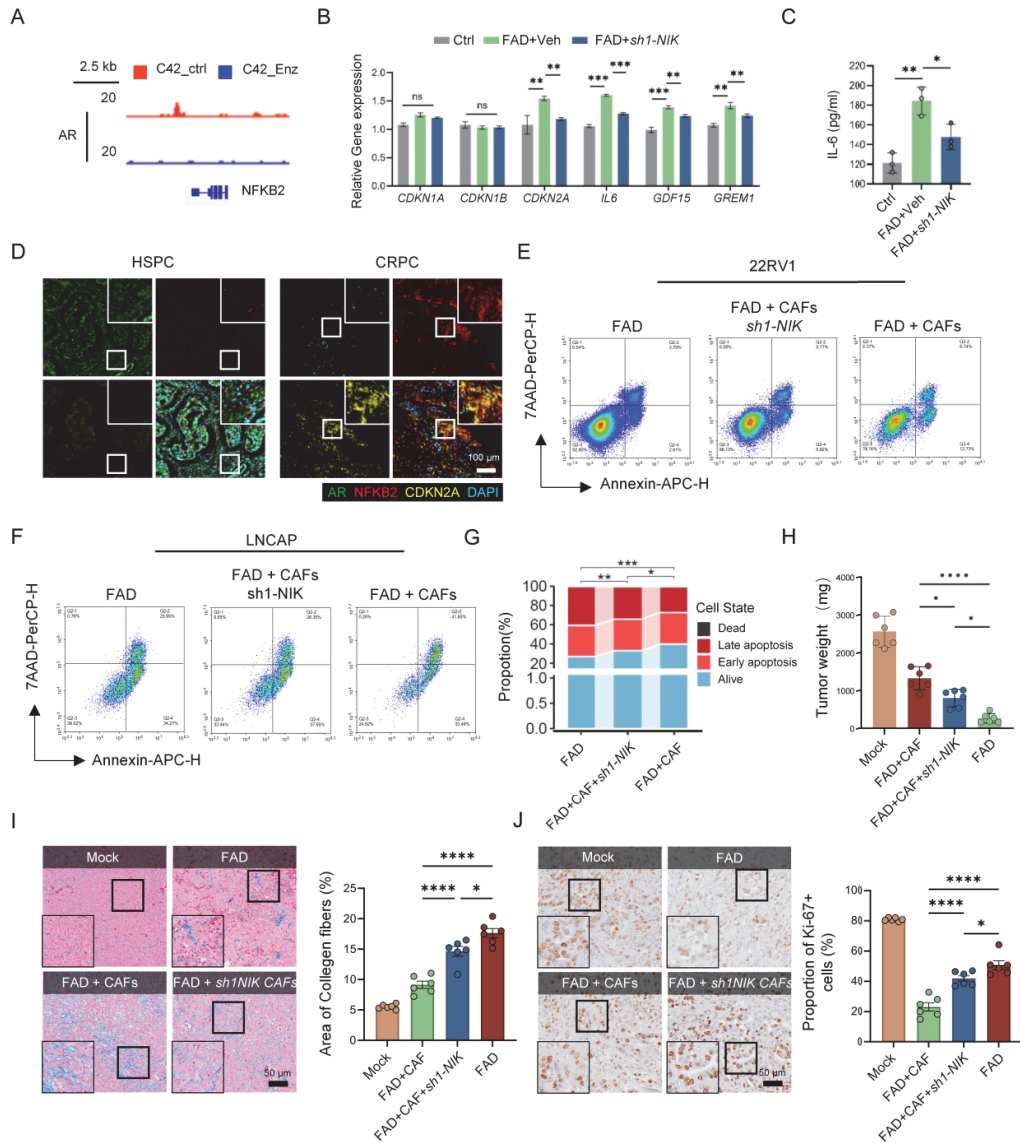 A
2.5 kb
C42_ctrl
C42_Enz
20
AR
20
NFKB2
B
Ctrl
FAD+Veh
FAD+sh1-NIK
Relative Gene expression
2.0
1.5
1.0
0.5
0.0
ns
ns
**
**
***
***
***
**
**
**
CDKN1A
CDKN1B
CDKN2A
IL6
GDF15
GREM1
C
IL-6 (pg/ml)
220
200
180
160
140
120
100
**
*
Ctrl
FAD+Veh
FAD+sh1-NIK
D
HSPC
CRPC
100 μm
AR NFKB2 CDKN2A DAPI
E
22RV1
FAD
FAD + CAFs
sh1-NIK
FAD + CAFs
7AAD-PerCP-H
Annexin-APC-H
F
LNCAP
FAD
FAD + CAFs
sh1-NIK
FAD + CAFs
7AAD-PerCP-H
Annexin-APC-H
G
***
**
*
Propotion(%)
100
80
60
40
20
1.0
0.5
0.0
Cell State
Dead
Late apoptosis
Early apoptosis
Alive
FAD
FAD+CAF+sh1-NIK
FAD+CAF
H
Tumor weight (mg)
3000
2000
1000
0
****
*
*
Mock
FAD+CAF
FAD+CAF+sh1-NIK
FAD
I
Mock
FAD
FAD + CAFs
FAD + sh1NIK CAFs
50 μm
Area of Collegen fibers (%)
25
20
15
10
5
0
****
****
*
Mock
FAD+CAF
FAD+CAF+sh1-NIK
FAD
J
Mock
FAD
FAD + CAFs
FAD + sh1NIK CAFs
50 μm
Proportion of Ki-67+
cells (%)
100
80
60
40
20
0
****
****
*
Mock
FAD+CAF
FAD+CAF+sh1-NIK
FAD